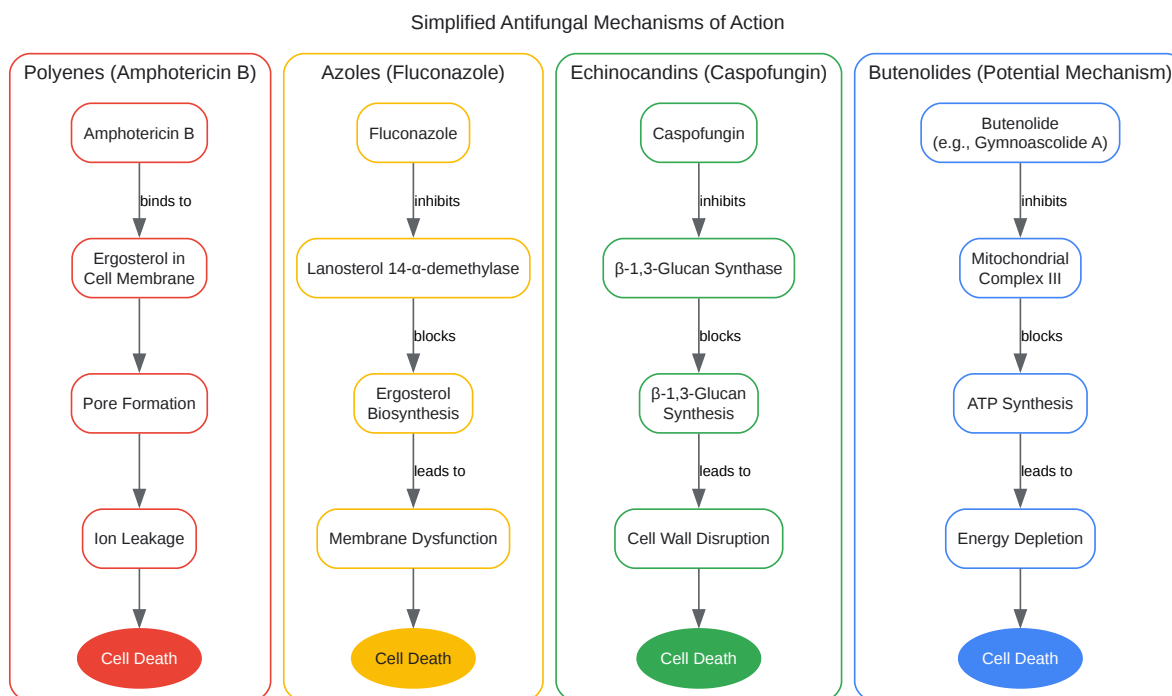 Simplified Antifungal Mechanisms of Action
Polyenes (Amphotericin B)
Amphotericin B
binds to
Ergosterol in
Cell Membrane
Pore Formation
Ion Leakage
Cell Death
Azoles (Fluconazole)
Fluconazole
inhibits
Lanosterol 14-α-demethylase
blocks
Ergosterol
Biosynthesis
leads to
Membrane Dysfunction
Cell Death
Echinocandins (Caspofungin)
Caspofungin
inhibits
β-1,3-Glucan Synthase
blocks
β-1,3-Glucan
Synthesis
leads to
Cell Wall Disruption
Cell Death
Butenolides (Potential Mechanism)
Butenolide
(e.g., Gymnoascolide A)
inhibits
Mitochondrial
Complex III
blocks
ATP Synthesis
leads to
Energy Depletion
Cell Death